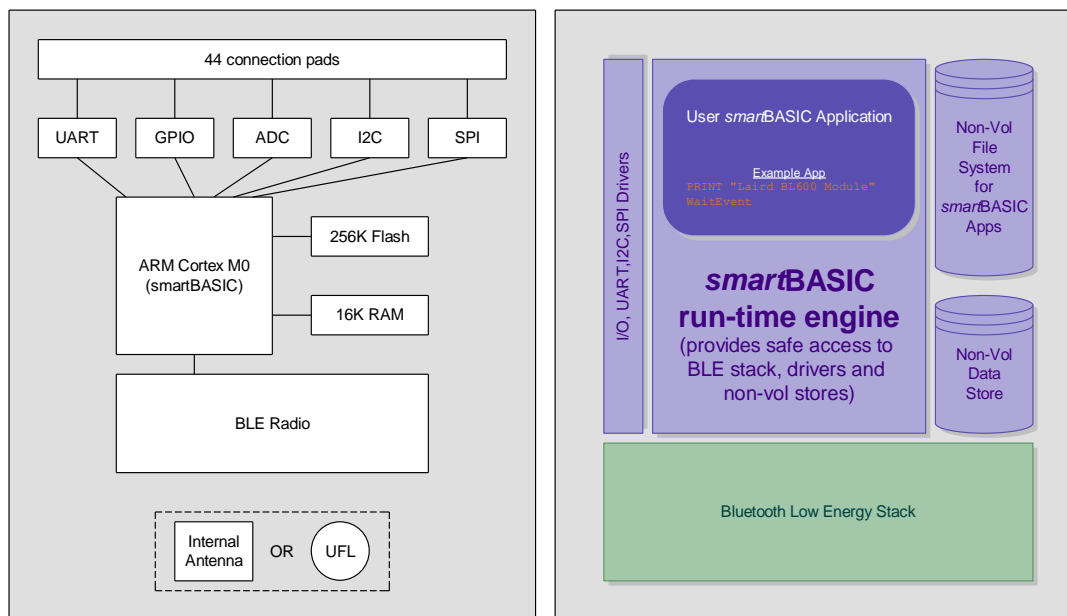 44 connection pads
UART
GPIO
ADC
I2C
SPI
ARM Cortex M0
(smartBASIC)
256K Flash
16K RAM
BLE Radio
Internal
Antenna
OR
UFL
I/O, UART,I2C,SPI Drivers
User smartBASIC Application
Example App
PRINT "Laird BL600 Module"
WaitEvent
smartBASIC
run-time engine
(provides safe access to
BLE stack, drivers and
non-vol stores)
Non-Vol
File
System
for
smartBASIC
Apps
Non-Vol
Data
Store
Bluetooth Low Energy Stack